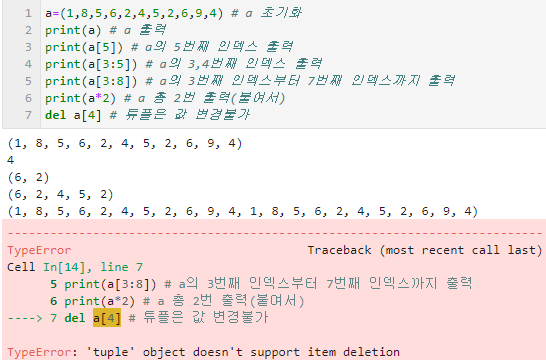 1 a=(1,8,5,6,2,4,5,2,6,9,4) # a 초기화
2 print(a) # a 출력
3 print(a[5]) # a의 5번째 인덱스 출력
4 print(a[3:5]) # a의 3,4번째 인덱스 출력
5 print(a[3:8]) # a의 3번째 인덱스부터 7번째 인덱스까지 출력
6 print(a*2) # a 총 2번 출력(붙여서)
7 del a[4] # 튜플은 값 변경불가
(1, 8, 5, 6, 2, 4, 5, 2, 6, 9, 4)
4
(6, 2)
(6, 2, 4, 5, 2)
(1, 8, 5, 6, 2, 4, 5, 2, 6, 9, 4, 1, 8, 5, 6, 2, 4, 5, 2, 6, 9, 4)
---------------------------------------------------------------------------
TypeError Traceback (most recent call last)
Cell In[14], line 7
5 print(a[3:8]) # a의 3번째 인덱스부터 7번째 인덱스까지 출력
6 print(a*2) # a 총 2번 출력(붙여서)
----> 7 del a[4] # 튜플은 값 변경불가
TypeError: 'tuple' object doesn't support item deletion